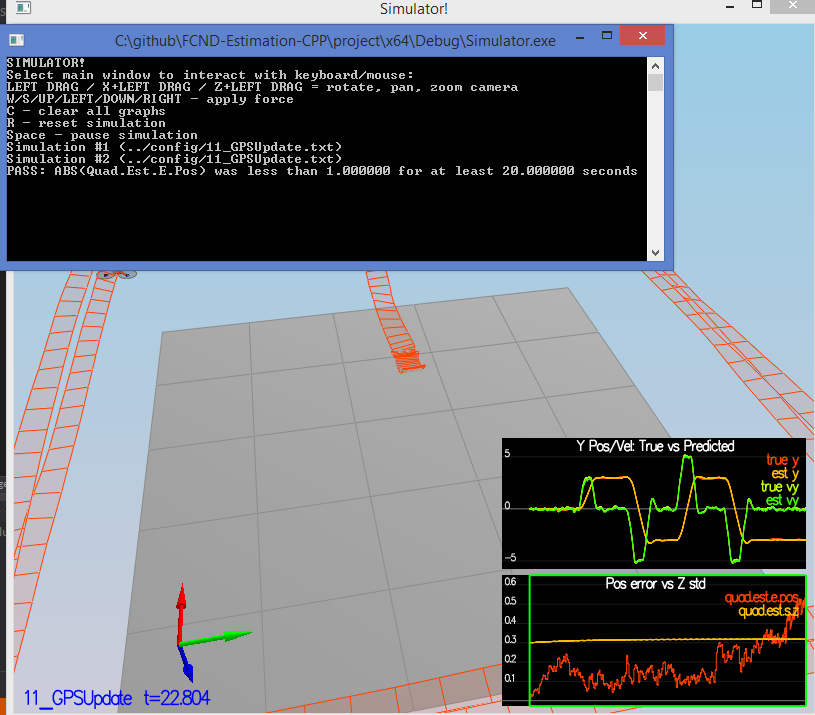 Simulator!
C:\github\FCND-Estimation-CPP\project\x64\Debug\Simulator.exe
SIMULATOR!
Select main window to interact with keyboard/mouse:
LEFT DRAG / X+LEFT DRAG / Z+LEFT DRAG = rotate, pan, zoom camera
W/S/UP/LEFT/DOWN/RIGHT - apply force
C - clear all graphs
R - reset simulation
Space - pause simulation
Simulation #1 (../config/11_GPSUpdate.txt)
Simulation #2 (../config/11_GPSUpdate.txt)
PASS: ABS(Quad.Est.E.Pos) was less than 1.000000 for at least 20.000000 seconds
Y Pos/Vel: True vs Predicted
5
true y
est y
true vy
est vy
0
-5
Pos error vs Z std
0.6
quad.est.e.pos
quad.est.s.z
0.5
0.4
0.3
0.2
0.1
11_GPSUpdate t=22.804